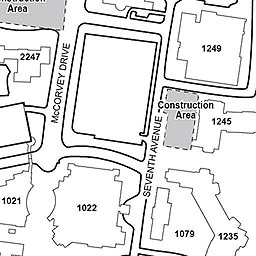 Construction
Area
2247
McCORVEY DRIVE
1249
Construction
Area
1245
SEVENTH AVENUE
1021
1022
1079
1235